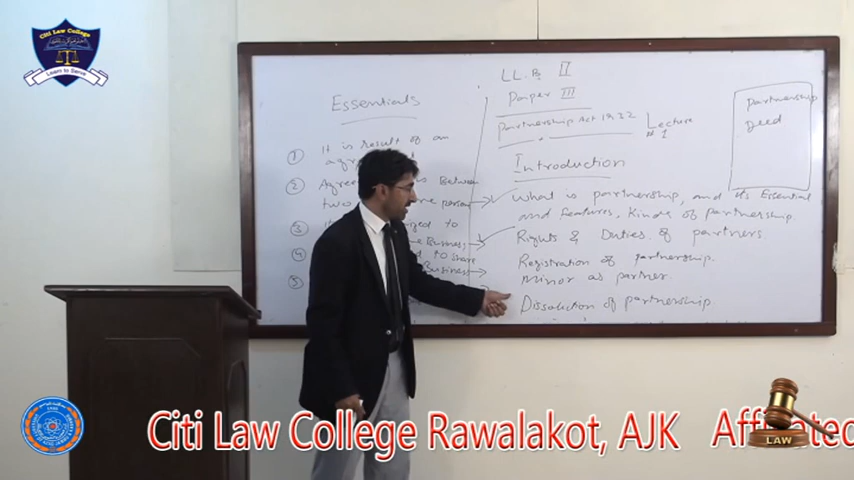 Citi Law College
Learn to Serve
LL.B II
Paper III
Partnership Act 1932
Lecture
# 1
Introduction
What is partnership, and its Essential
and Features, Kinds of partnership.
Rights & Duties of partners.
Registration of partnership.
Minor as partner.
Dissolution of partnership.
Partnership
Deed
Essentials
1 It is result of an
2 is Between
two person
3 to
Business
4 to share
Business
5
Citi Law College Rawalakot, AJK Affiliated
LAW